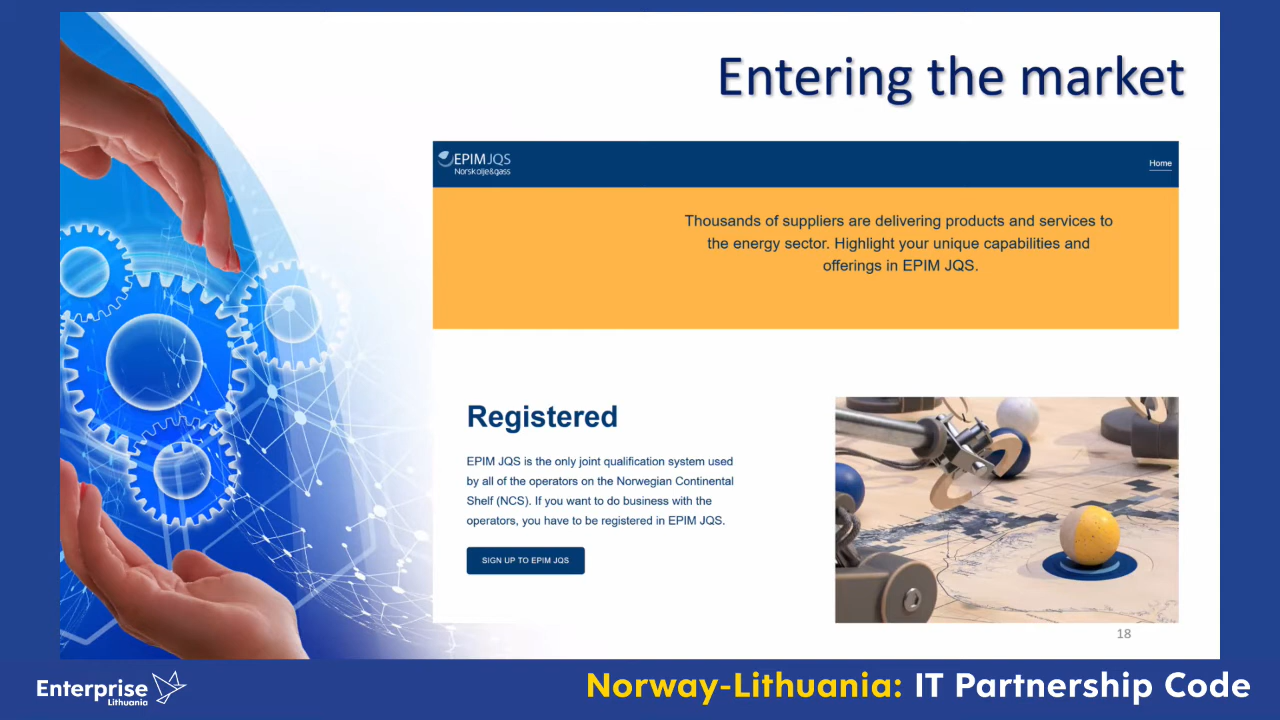 Entering the market
EPIM JQS
Norsk olje&gass
Home
Thousands of suppliers are delivering products and services to
the energy sector. Highlight your unique capabilities and
offerings in EPIM JQS.
Registered
EPIM JQS is the only joint qualification system used
by all of the operators on the Norwegian Continental
Shelf (NCS). If you want to do business with the
operators, you have to be registered in EPIM JQS.
SIGN UP TO EPIM JQS
18
Enterprise
Lithuania
Norway-Lithuania: IT Partnership Code